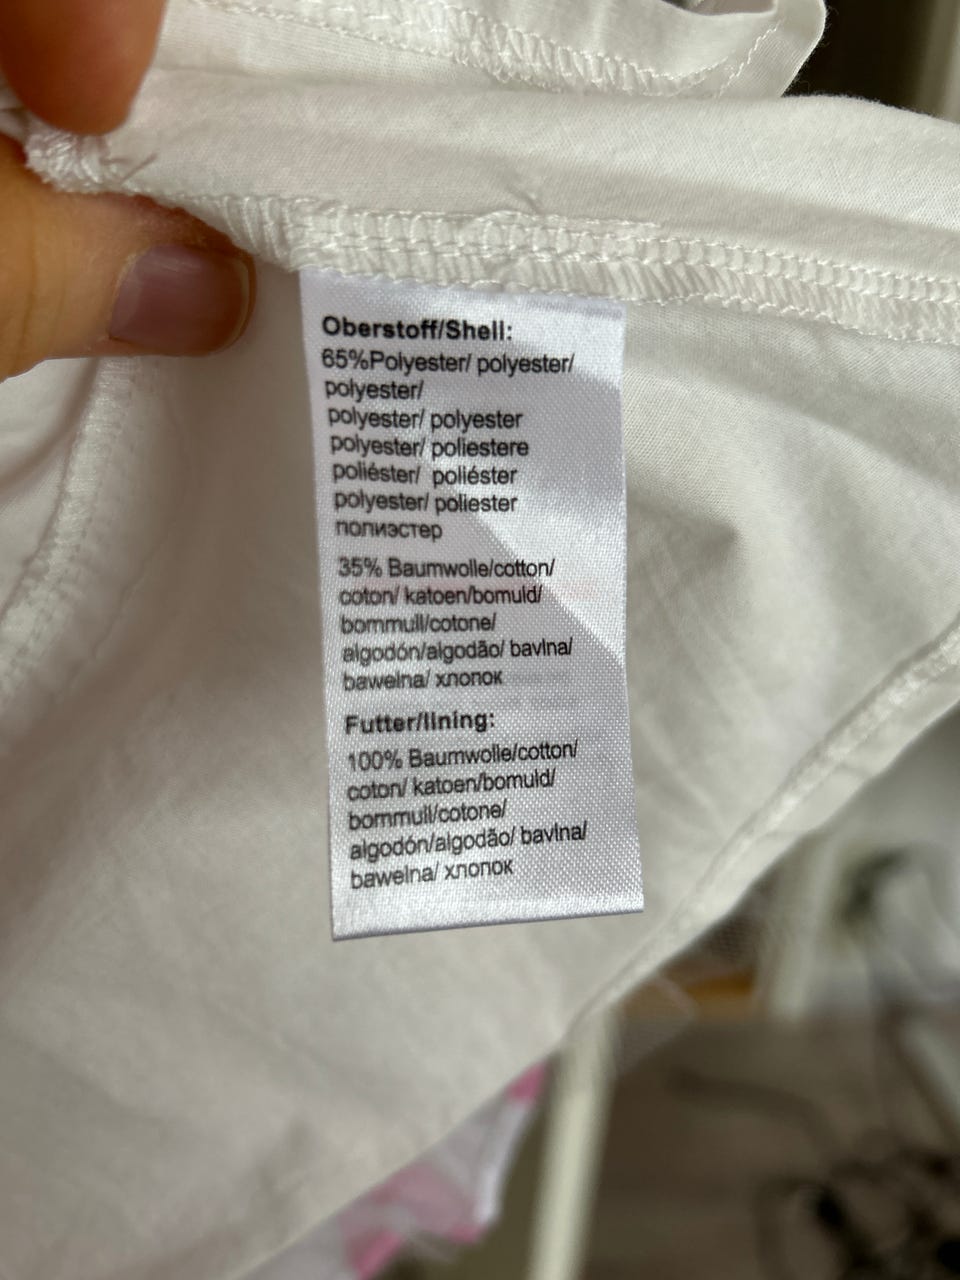 Oberstoff/Shell:
65%Polyester/ polyester/
polyester/
polyester/ polyester
polyester/ poliestere
poliéster/ poliéster
polyester/ poliester
полиэстер
35% Baumwolle/cotton/
coton/ katoen/bomuld/
bommull/cotone/
algodón/algodão/ bavlna/
bawelna/ хлопок
Futter/lining:
100% Baumwolle/cotton/
coton/ katoen/bomuld/
bommull/cotone/
algodón/algodão/ bavlna/
bawelna/ хлопок